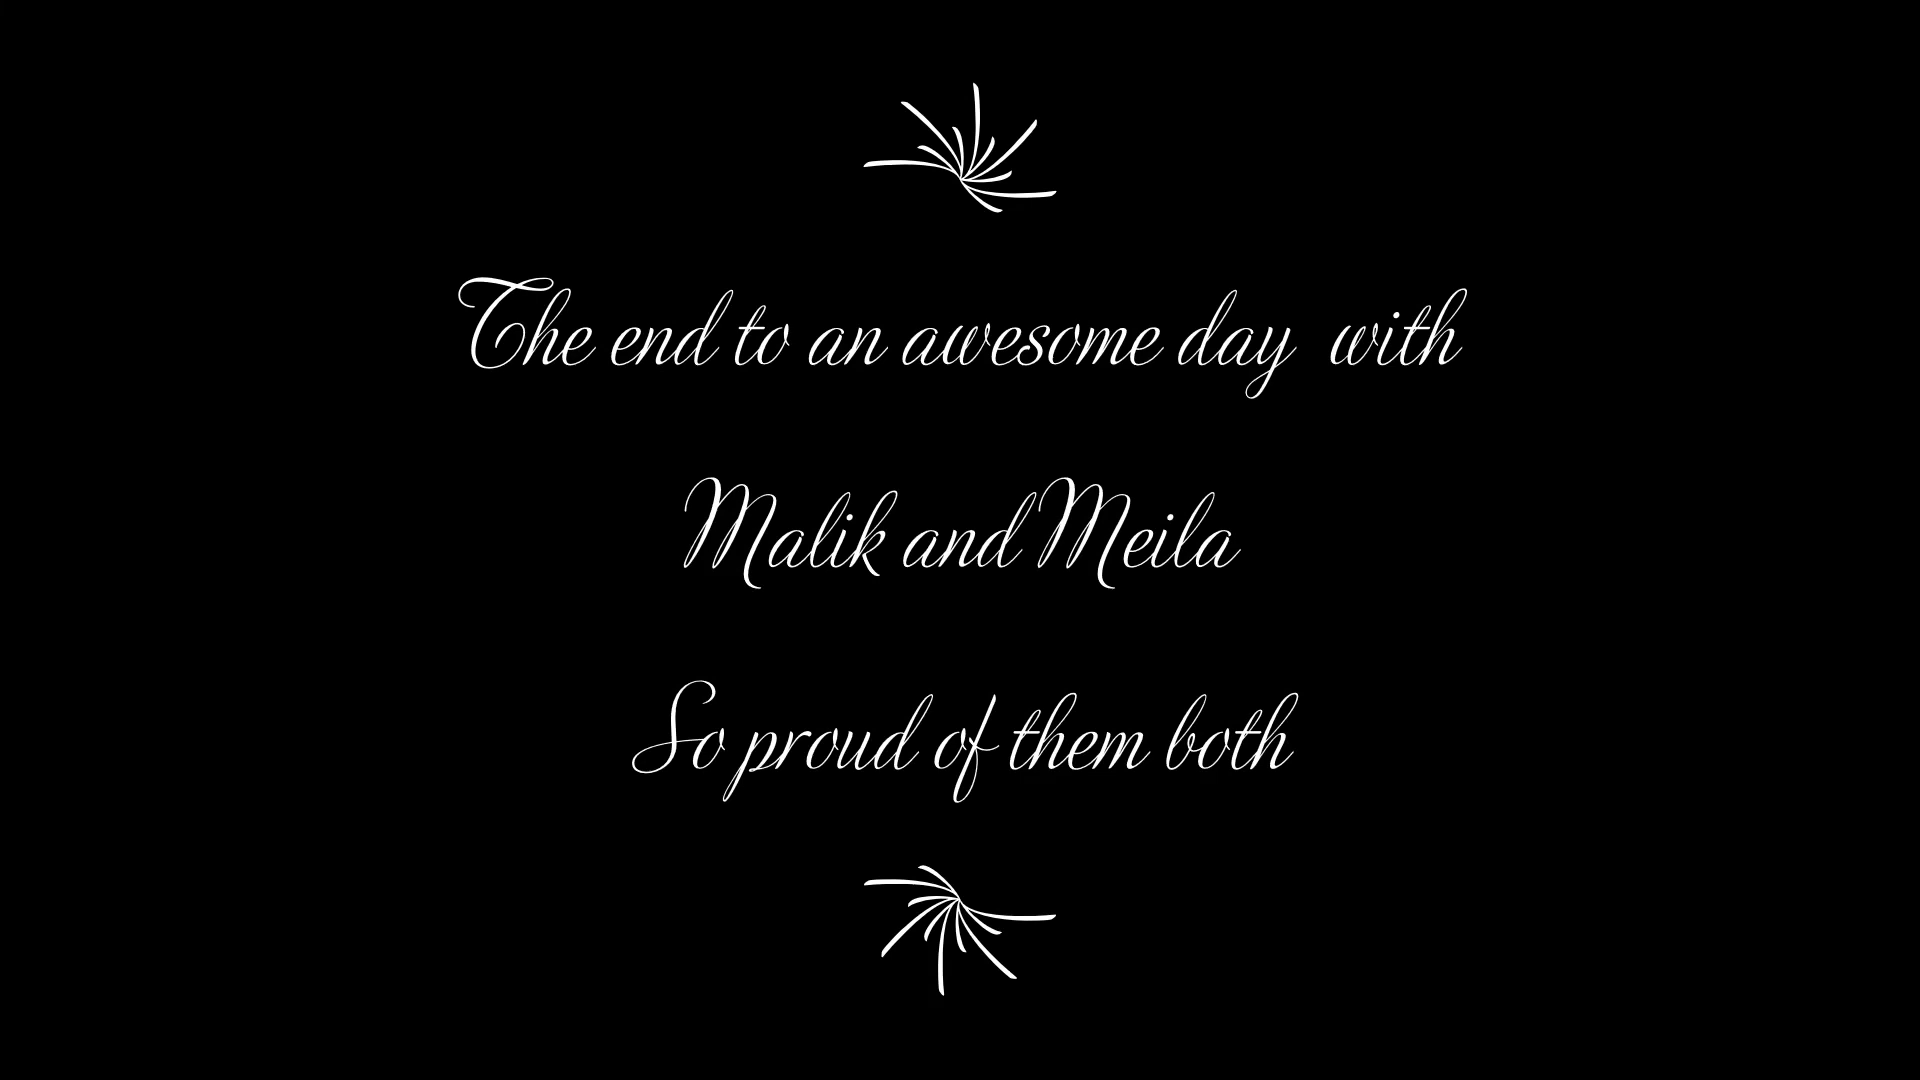 The end to an awesome day with
Malik and Meila
So proud of them both